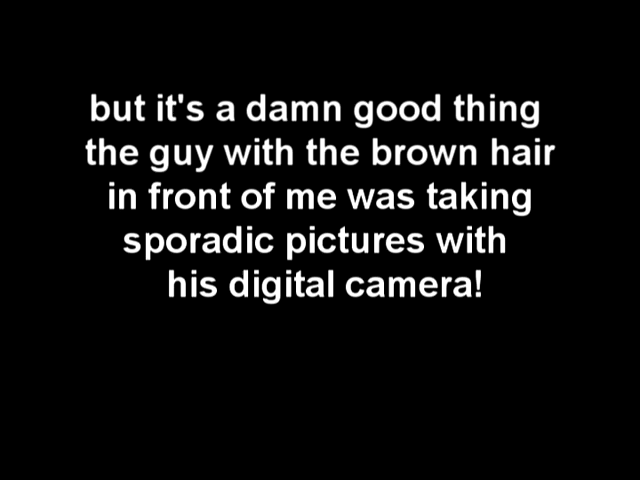 but it's a damn good thing
the guy with the brown hair
in front of me was taking
sporadic pictures with
his digital camera!